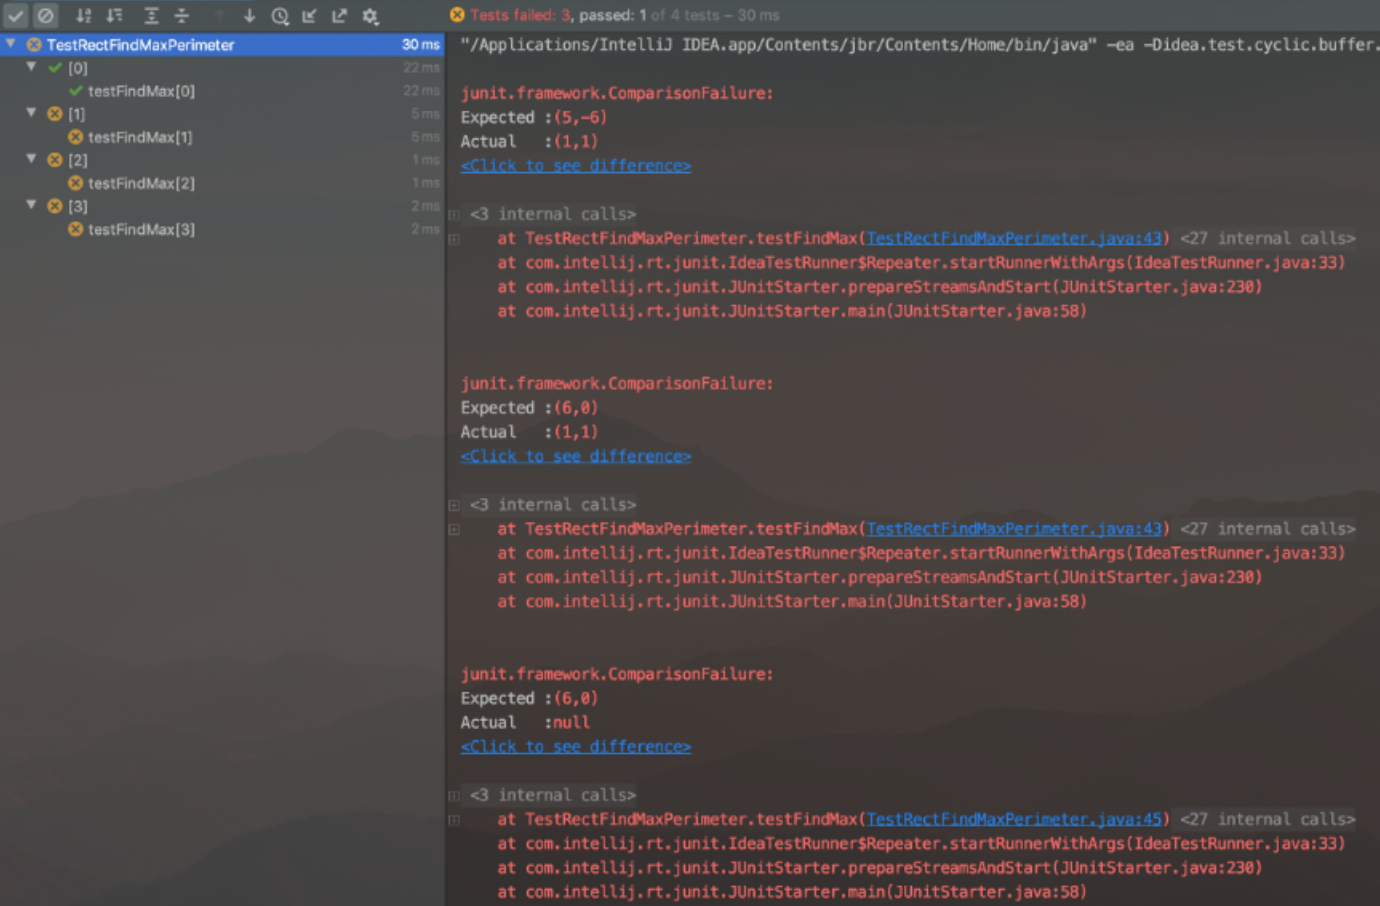 Tests failed: 3, passed: 1 of 4 tests – 30 ms
TestRectFindMaxPerimeter 30 ms
[0] 22 ms
testFindMax[0] 22 ms
[1] 5 ms
testFindMax[1] 5 ms
[2] 1 ms
testFindMax[2] 1 ms
[3] 2 ms
testFindMax[3] 2 ms
"/Applications/IntelliJ IDEA.app/Contents/jbr/Contents/Home/bin/java" -ea -Didea.test.cyclic.buffer.
junit.framework.ComparisonFailure:
Expected :(5,-6)
Actual   :(1,1)
<Click to see difference>
<3 internal calls>
at TestRectFindMaxPerimeter.testFindMax(TestRectFindMaxPerimeter.java:43) <27 internal calls>
at com.intellij.rt.junit.IdeaTestRunner$Repeater.startRunnerWithArgs(IdeaTestRunner.java:33)
at com.intellij.rt.junit.JUnitStarter.prepareStreamsAndStart(JUnitStarter.java:230)
at com.intellij.rt.junit.JUnitStarter.main(JUnitStarter.java:58)
junit.framework.ComparisonFailure:
Expected :(6,0)
Actual   :(1,1)
<Click to see difference>
<3 internal calls>
at TestRectFindMaxPerimeter.testFindMax(TestRectFindMaxPerimeter.java:43) <27 internal calls>
at com.intellij.rt.junit.IdeaTestRunner$Repeater.startRunnerWithArgs(IdeaTestRunner.java:33)
at com.intellij.rt.junit.JUnitStarter.prepareStreamsAndStart(JUnitStarter.java:230)
at com.intellij.rt.junit.JUnitStarter.main(JUnitStarter.java:58)
junit.framework.ComparisonFailure:
Expected :(6,0)
Actual   :null
<Click to see difference>
<3 internal calls>
at TestRectFindMaxPerimeter.testFindMax(TestRectFindMaxPerimeter.java:45) <27 internal calls>
at com.intellij.rt.junit.IdeaTestRunner$Repeater.startRunnerWithArgs(IdeaTestRunner.java:33)
at com.intellij.rt.junit.JUnitStarter.prepareStreamsAndStart(JUnitStarter.java:230)
at com.intellij.rt.junit.JUnitStarter.main(JUnitStarter.java:58)